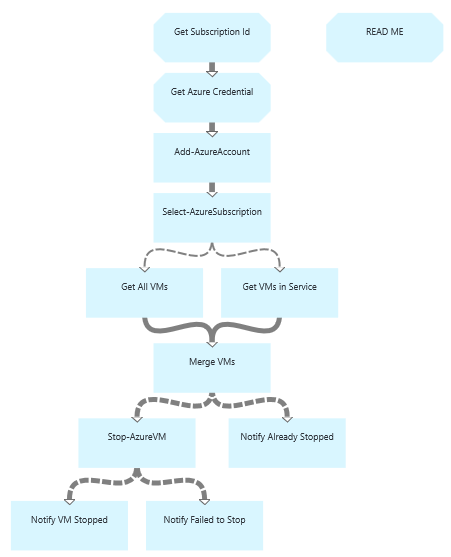 Get Subscription Id
READ ME
Get Azure Credential
Add-AzureAccount
Select-AzureSubscription
Get All VMs
Get VMs in Service
Merge VMs
Stop-AzureVM
Notify Already Stopped
Notify VM Stopped
Notify Failed to Stop